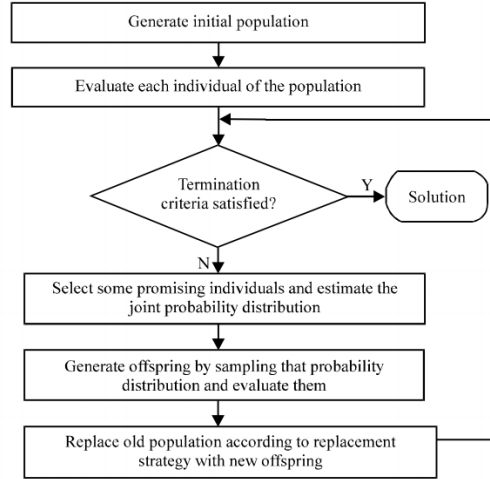 Generate initial population
Evaluate each individual of the population
Termination
criteria satisfied?
Y
Solution
N
Select some promising individuals and estimate the
joint probability distribution
Generate offspring by sampling that probability
distribution and evaluate them
Replace old population according to replacement
strategy with new offspring